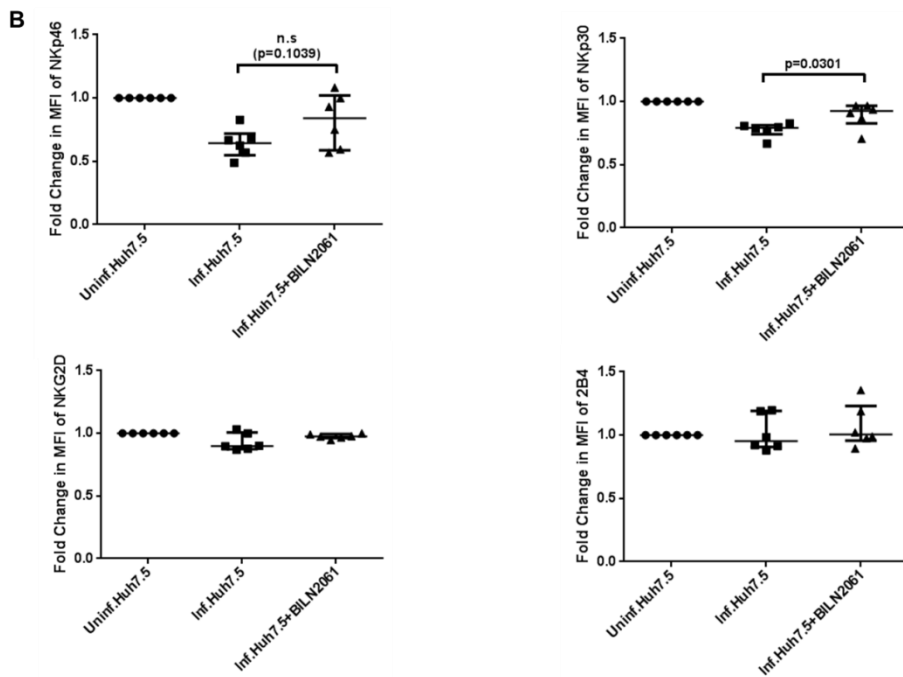 B
Fold Change in MFI of NKp46
1.5
1.0
0.5
0.0
n.s
(p=0.1039)
Uninf.Huh7.5
Inf.Huh7.5
Inf.Huh7.5+BILN2061
Fold Change in MFI of NKp30
1.5
1.0
0.5
0.0
p=0.0301
Uninf.Huh7.5
Inf.Huh7.5
Inf.Huh7.5+BILN2061
Fold Change in MFI of NKG2D
1.5
1.0
0.5
0.0
Uninf.Huh7.5
Inf.Huh7.5
Inf.Huh7.5+BILN2061
Fold Change in MFI of 2B4
1.5
1.0
0.5
0.0
Uninf.Huh7.5
Inf.Huh7.5
Inf.Huh7.5+BILN2061